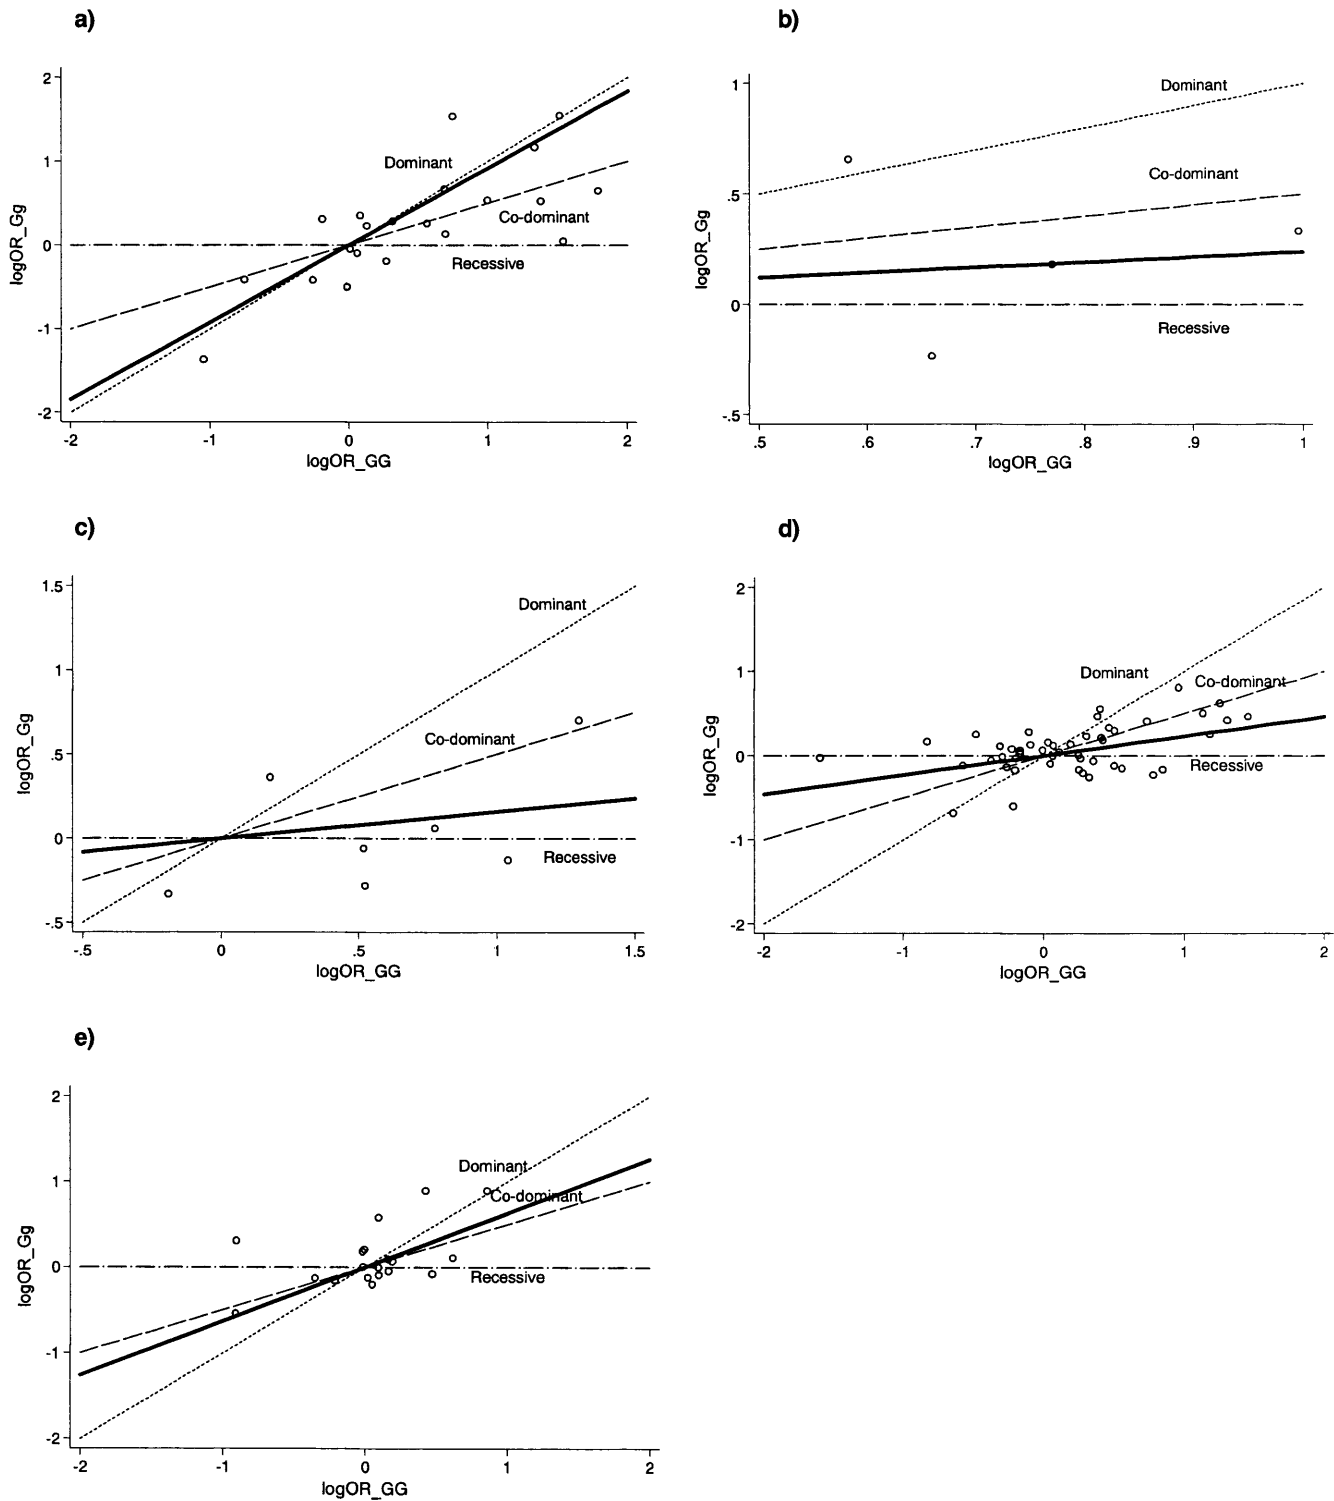 a)
logOR_Gg
2
1
0
-1
-2
Dominant
Co-dominant
Recessive
-2 -1 0 1 2
logOR_GG
b)
logOR_Gg
1
.5
0
-.5
Dominant
Co-dominant
Recessive
.5 .6 .7 .8 .9 1
logOR_GG
c)
logOR_Gg
1.5
1
.5
0
-.5
Dominant
Co-dominant
Recessive
-.5 0 .5 1 1.5
logOR_GG
d)
logOR_Gg
2
1
0
-1
-2
Dominant
Co-dominant
Recessive
-2 -1 0 1 2
logOR_GG
e)
logOR_Gg
2
1
0
-1
-2
Dominant
Co-dominant
Recessive
-2 -1 0 1 2
logOR_GG